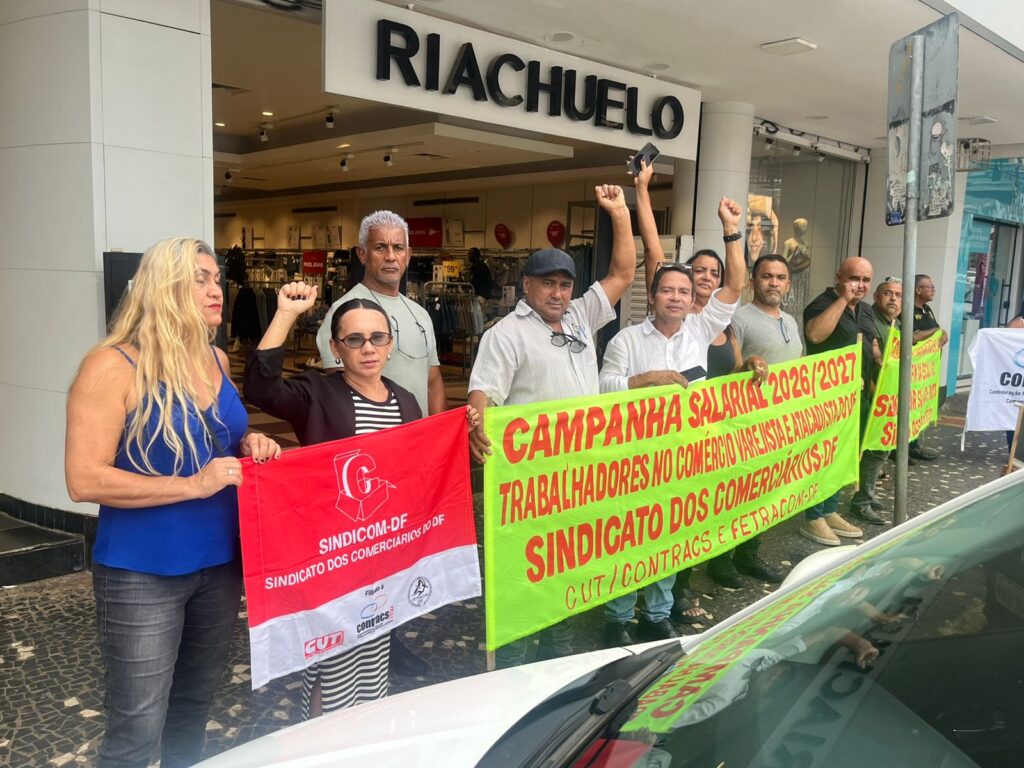 RIACHUELO
SINDICOM-DF
SINDICATO DOS COMERCIÁRIOS DO DF
Filiado à
CUT
contracs
CAMPANHA SALARIAL 2026/2027
TRABALHADORES NO COMÉRCIO VAREJISTA E ATACADISTA DO DF
SINDICATO DOS COMERCIÁRIOS-DF
CUT/CONTRACS E FETRACOM-DF